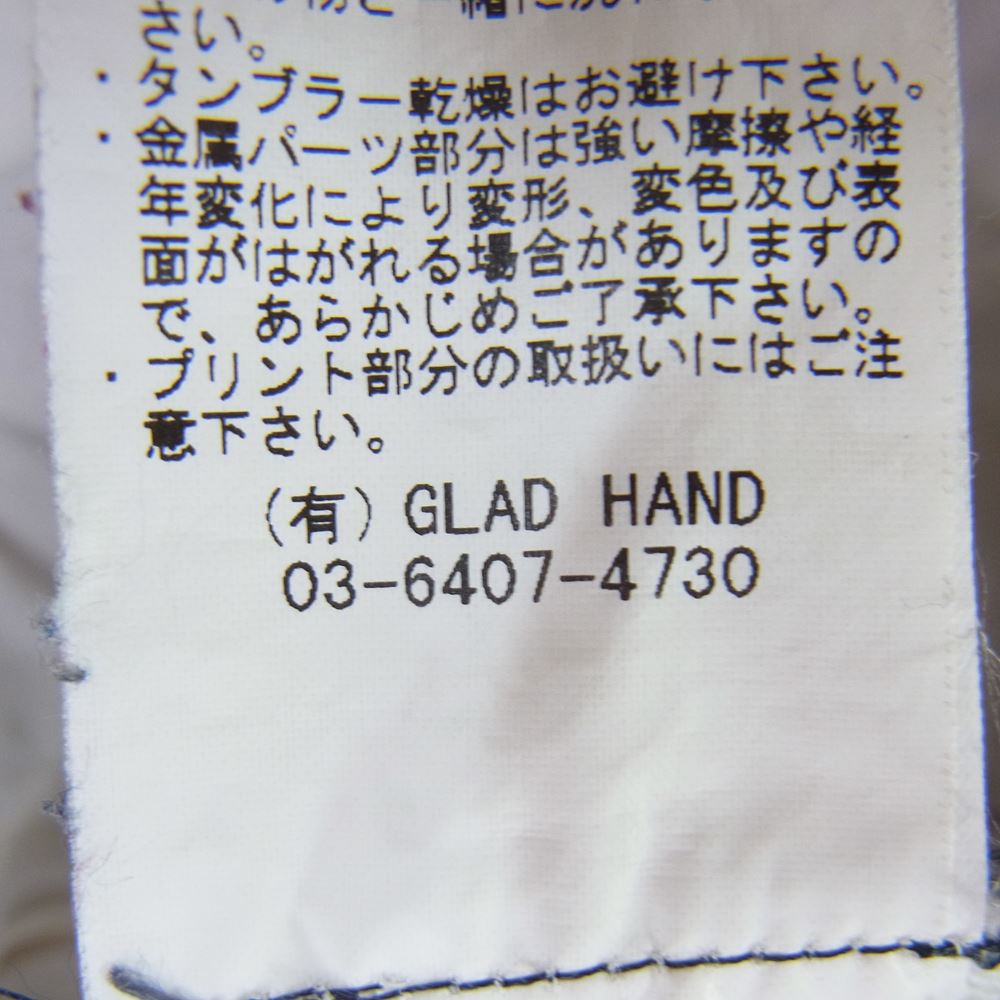 さい。
・タンブラー乾燥はお避け下さい。
・金属パーツ部分は強い摩擦や経
年変化により変形、変色及び表
面がはがれる場合がありますの
で、あらかじめご了承下さい。
・プリント部分の取扱いにはご注
意下さい。
(有) GLAD HAND
03-6407-4730